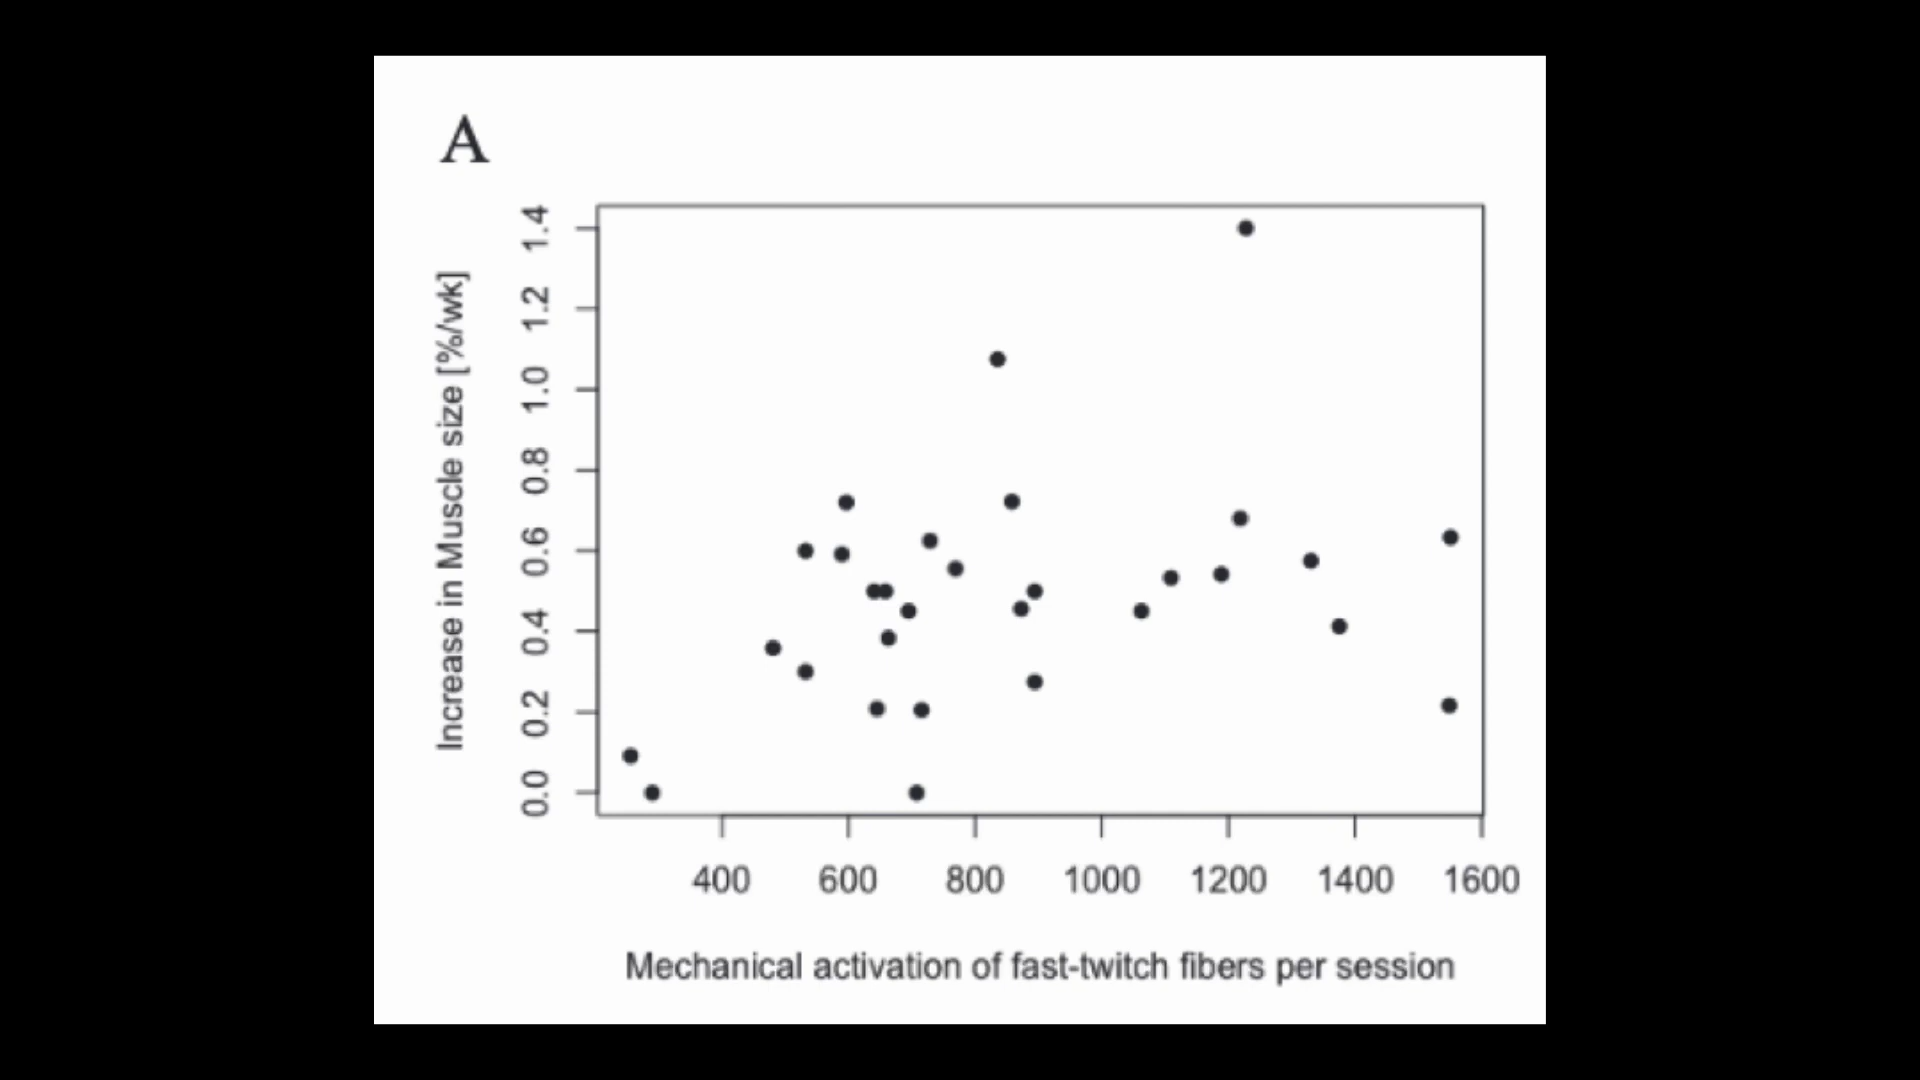 A
Increase in Muscle size [%/wk]
1.4
1.2
1.0
0.8
0.6
0.4
0.2
0.0
400 600 800 1000 1200 1400 1600
Mechanical activation of fast-twitch fibers per session